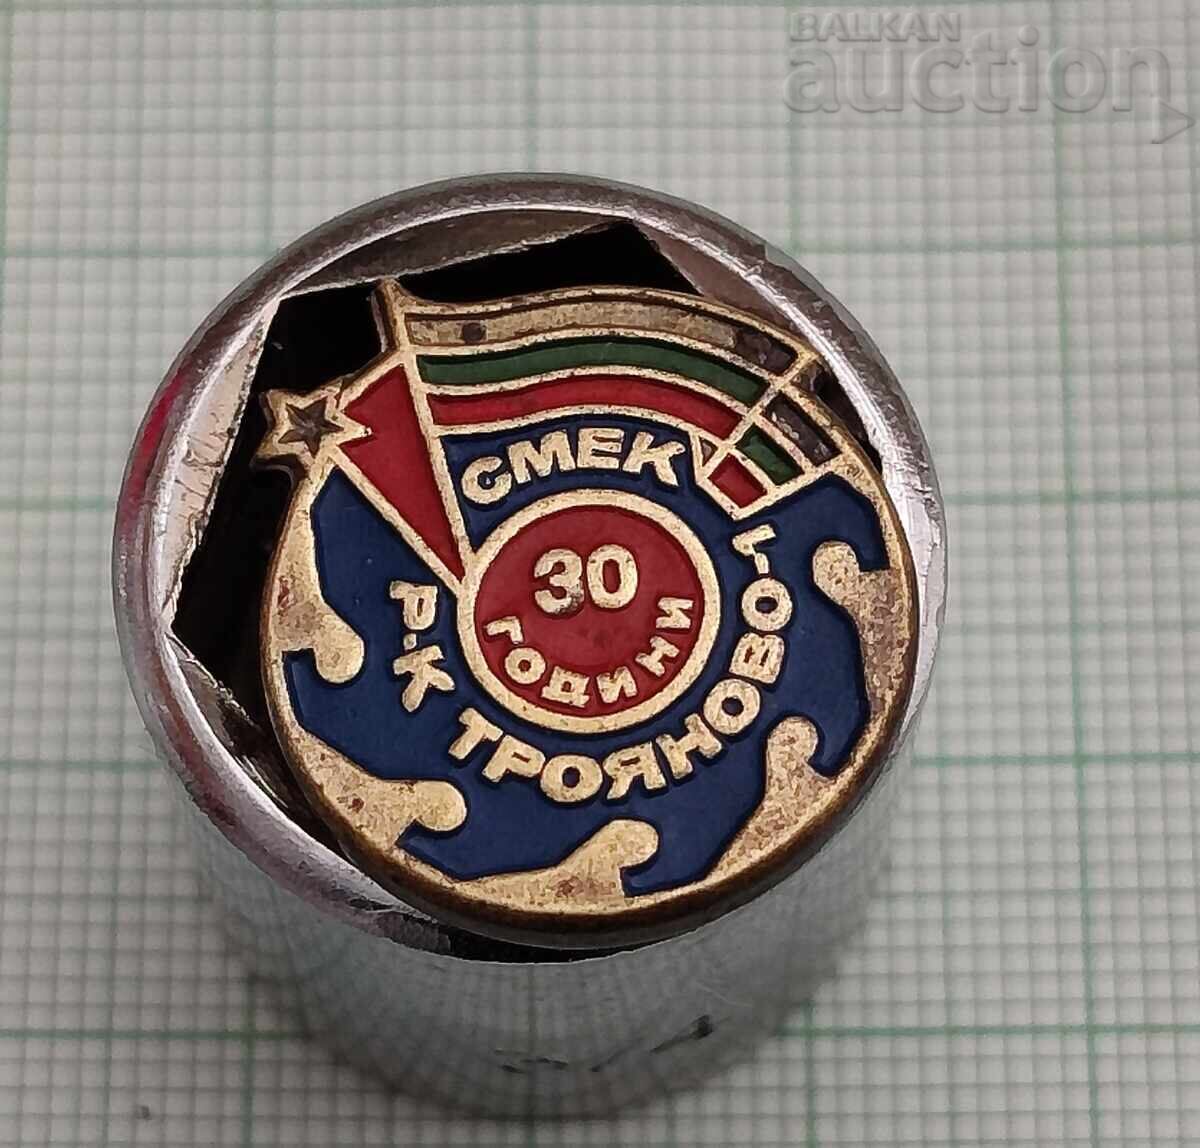 BALKAN
auction
СМЕК
30
ГОДИНИ
Р-К ТРОЯНОВО-1